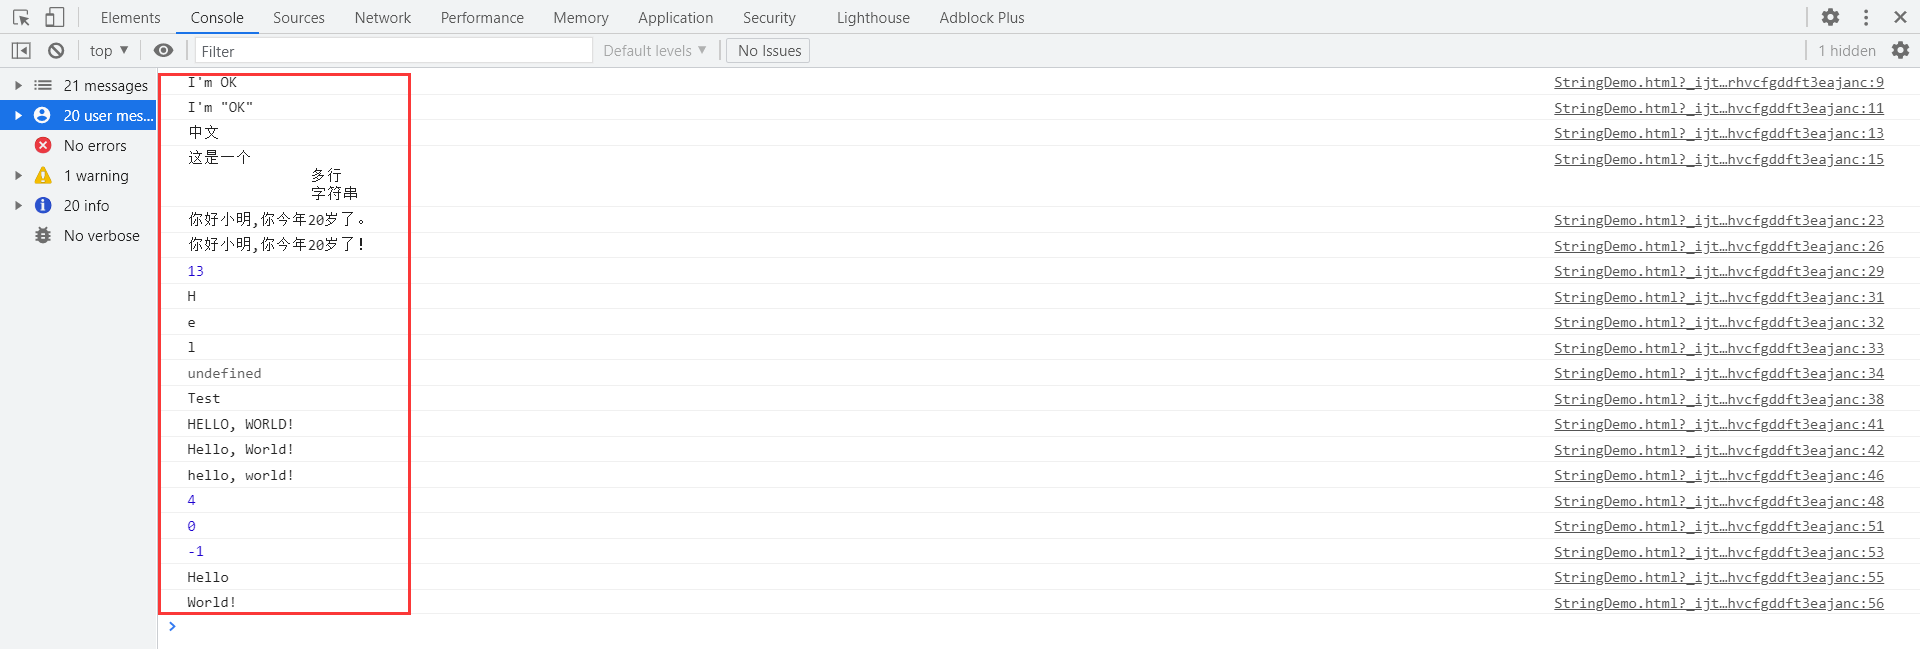 Elements Console Sources Network Performance Memory Application Security Lighthouse Adblock Plus
top ▼ Filter Default levels ▼ No Issues 1 hidden
21 messages
20 user mes...
No errors
1 warning
20 info
No verbose
I'm OK StringDemo.html?_ijt…rhvcfgddft3eajanc:9
I'm "OK" StringDemo.html?_ijt…hvcfgddft3eajanc:11
中文 StringDemo.html?_ijt…hvcfgddft3eajanc:13
这是一个 StringDemo.html?_ijt…hvcfgddft3eajanc:15
多行
字符串
你好小明,你今年20岁了。 StringDemo.html?_ijt…hvcfgddft3eajanc:23
你好小明,你今年20岁了! StringDemo.html?_ijt…hvcfgddft3eajanc:26
13 StringDemo.html?_ijt…hvcfgddft3eajanc:29
H StringDemo.html?_ijt…hvcfgddft3eajanc:31
e StringDemo.html?_ijt…hvcfgddft3eajanc:32
l StringDemo.html?_ijt…hvcfgddft3eajanc:33
undefined StringDemo.html?_ijt…hvcfgddft3eajanc:34
Test StringDemo.html?_ijt…hvcfgddft3eajanc:38
HELLO, WORLD! StringDemo.html?_ijt…hvcfgddft3eajanc:41
Hello, World! StringDemo.html?_ijt…hvcfgddft3eajanc:42
hello, world! StringDemo.html?_ijt…hvcfgddft3eajanc:46
4 StringDemo.html?_ijt…hvcfgddft3eajanc:48
0 StringDemo.html?_ijt…hvcfgddft3eajanc:51
-1 StringDemo.html?_ijt…hvcfgddft3eajanc:53
Hello StringDemo.html?_ijt…hvcfgddft3eajanc:55
World! StringDemo.html?_ijt…hvcfgddft3eajanc:56